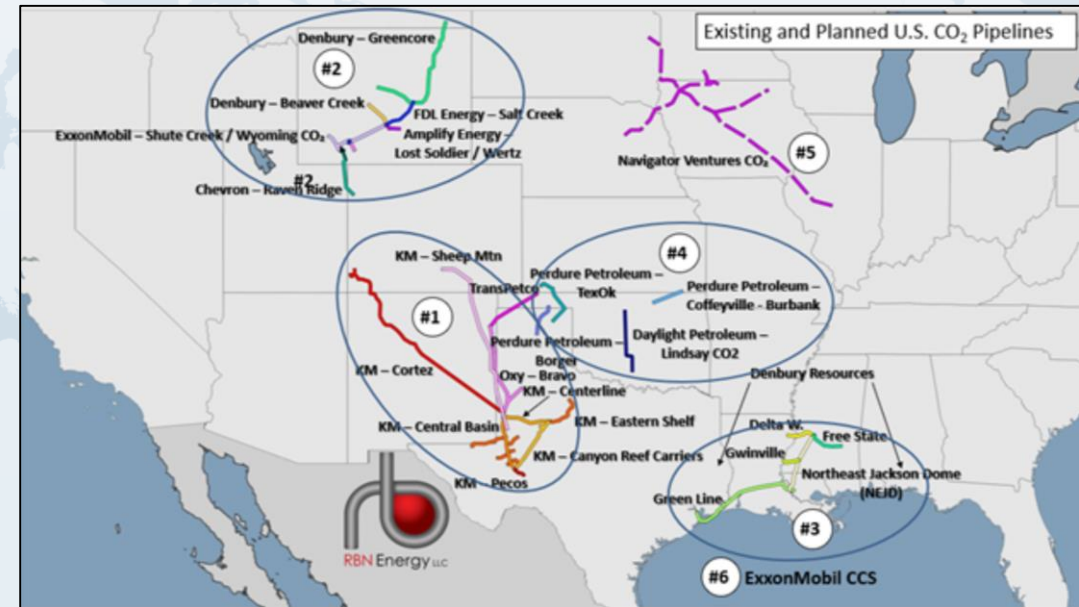 Existing and Planned U.S. CO₂ Pipelines
Denbury – Greencore
#2
Denbury – Beaver Creek
FDL Energy – Salt Creek
ExxonMobil – Shute Creek / Wyoming CO₂
Amplify Energy –
Lost Soldier / Wertz
#2
Chevron – Raven Ridge
Navigator Ventures CO₂
#5
KM – Sheep Mtn
#4
Perdure Petroleum –
TexOk
TransPetco
Perdure Petroleum –
Coffeyville - Burbank
#1
Perdure Petroleum –
Borger
Daylight Petroleum –
Lindsay CO2
KM – Cortez
Oxy – Bravo
Denbury Resources
KM – Centerline
KM – Central Basin
KM – Eastern Shelf
Delta W.
Free State
Gwinville
KM – Canyon Reef Carriers
Northeast Jackson Dome
(NEJD)
KM – Pecos
Green Line
#3
RBN Energy LLC
#6 ExxonMobil CCS